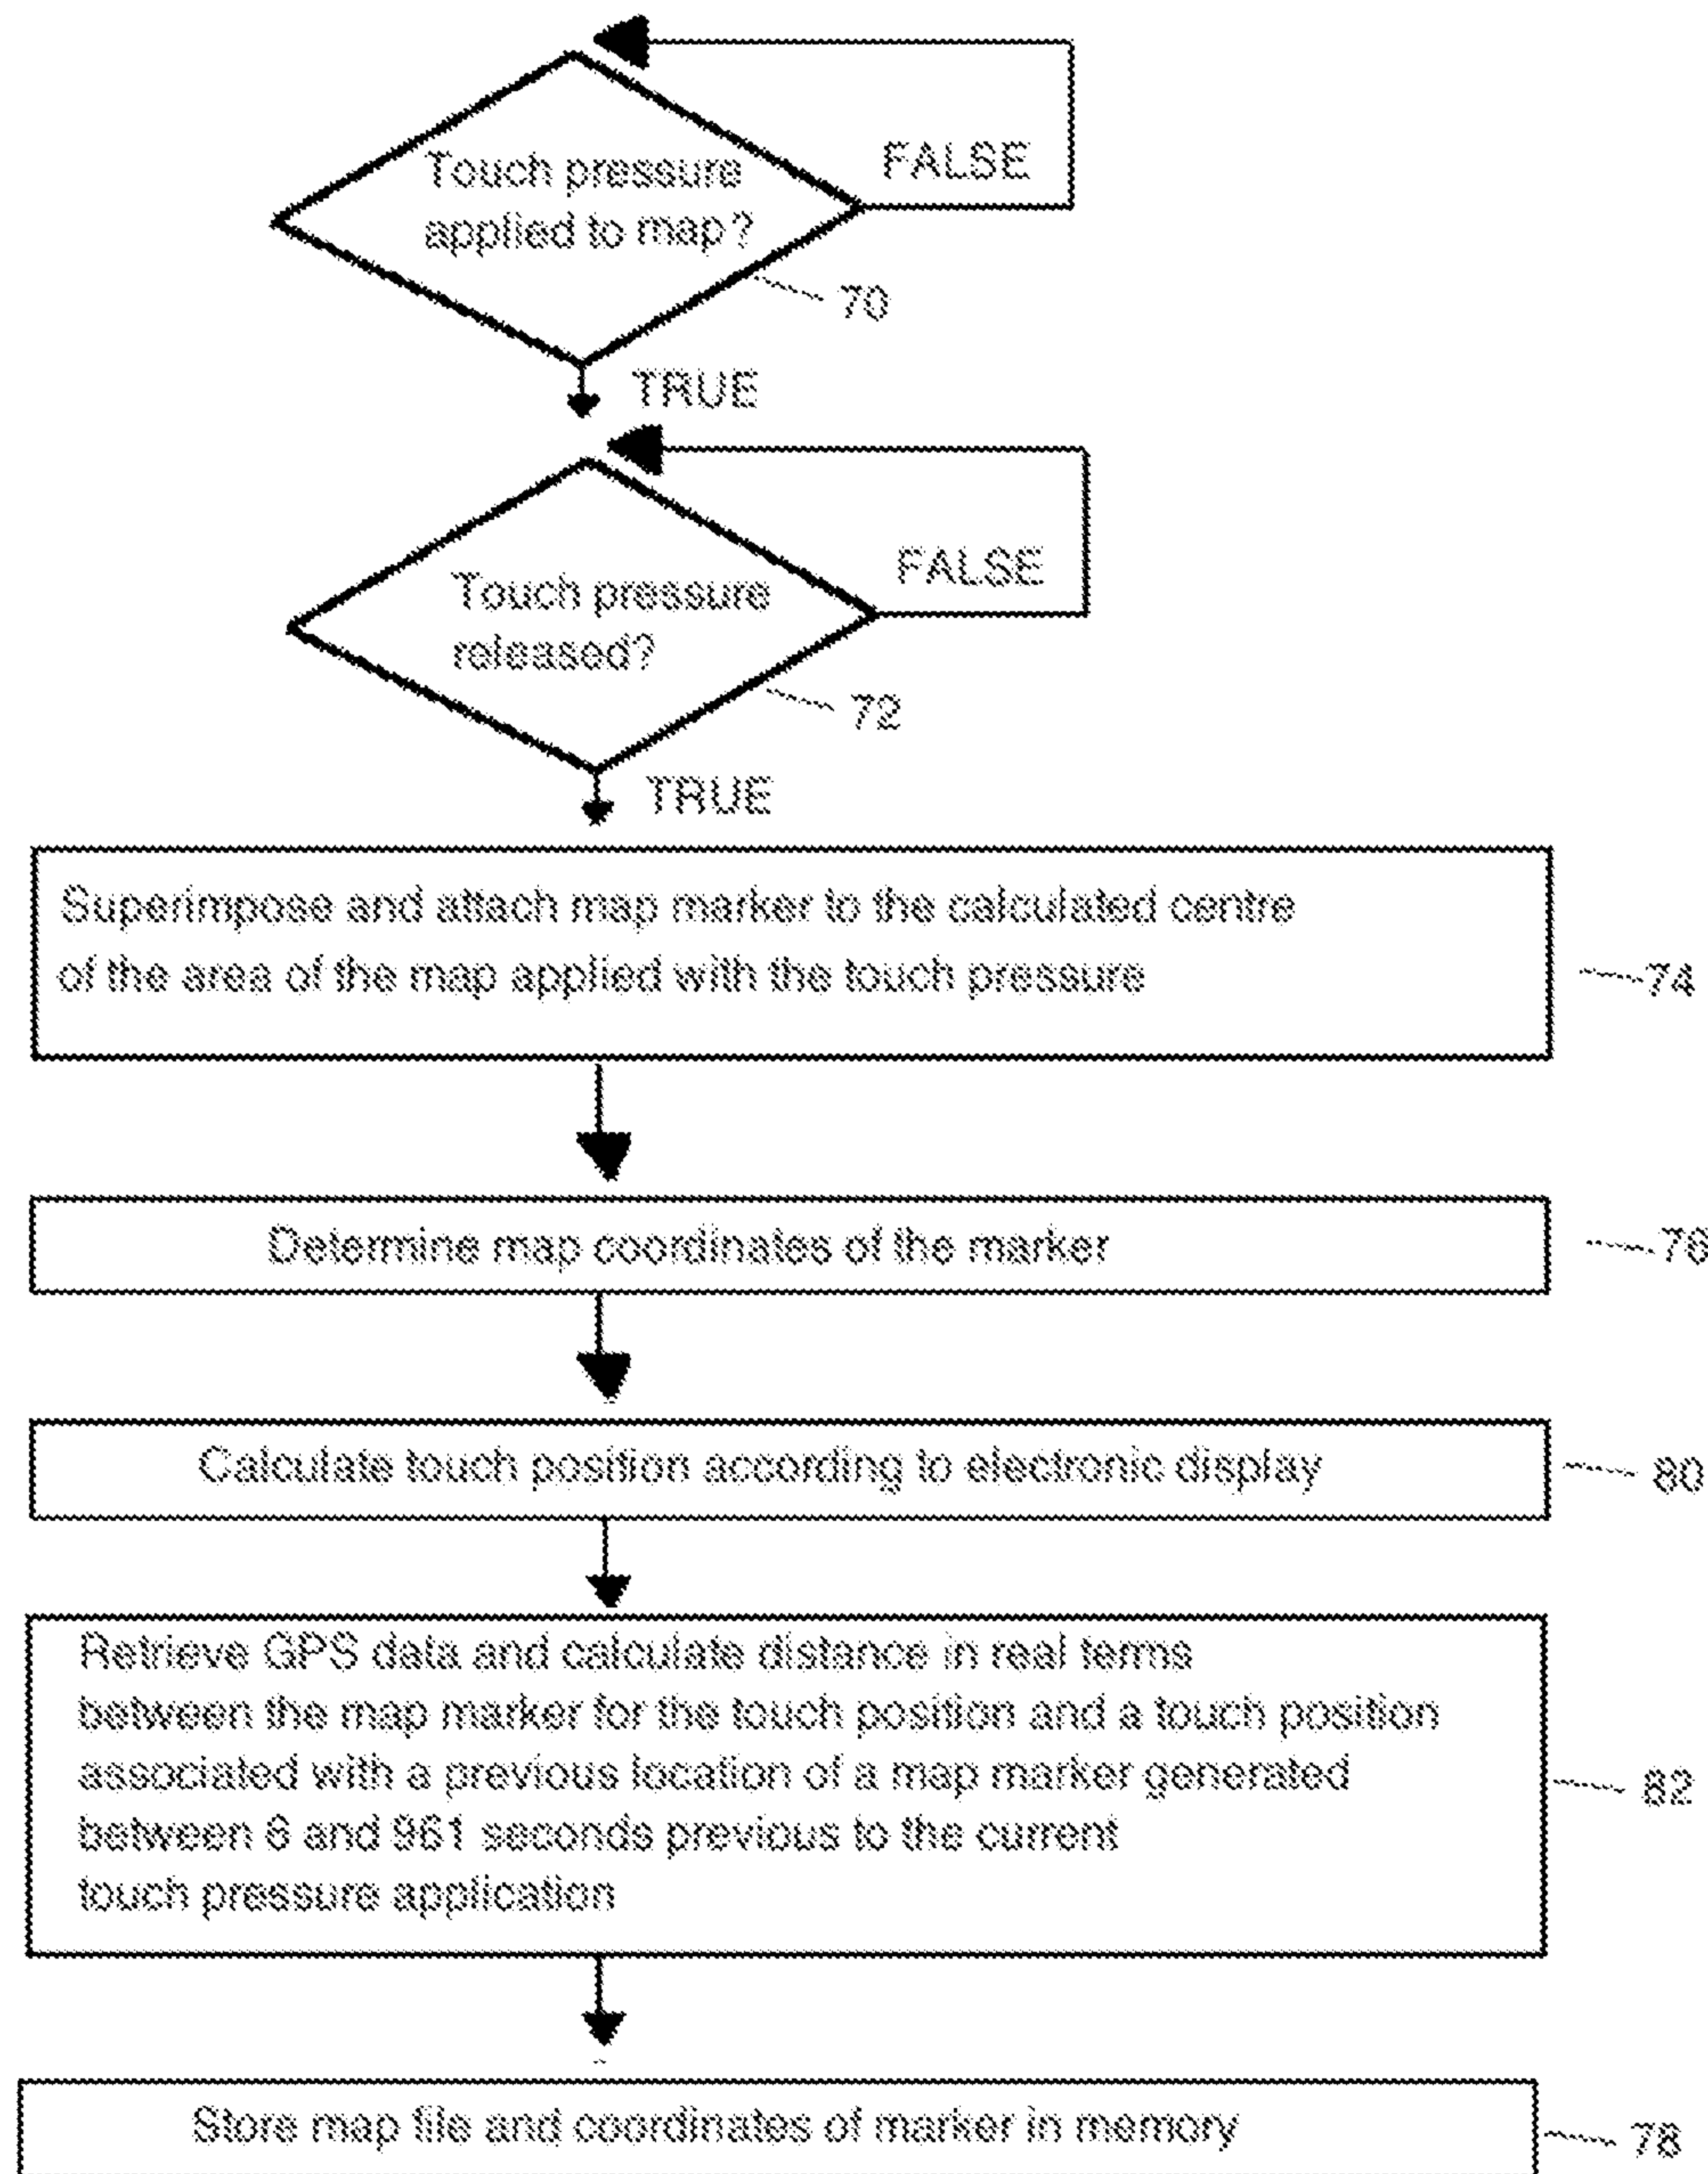 Touch pressure
applied to map?
FALSE
70
TRUE
Touch pressure
released?
FALSE
72
TRUE
Superimpose and attach map marker to the calculated centre
of the area of the map applied with the touch pressure
74
Determine map coordinates of the marker
76
Calculate touch position according to electronic display
80
Retrieve GPS data and calculate distance in real terms
between the map marker for the touch position and a touch position
associated with a previous location of a map marker generated
between 6 and 961 seconds previous to the current
touch pressure application
82
Store map file and coordinates of marker in memory
78